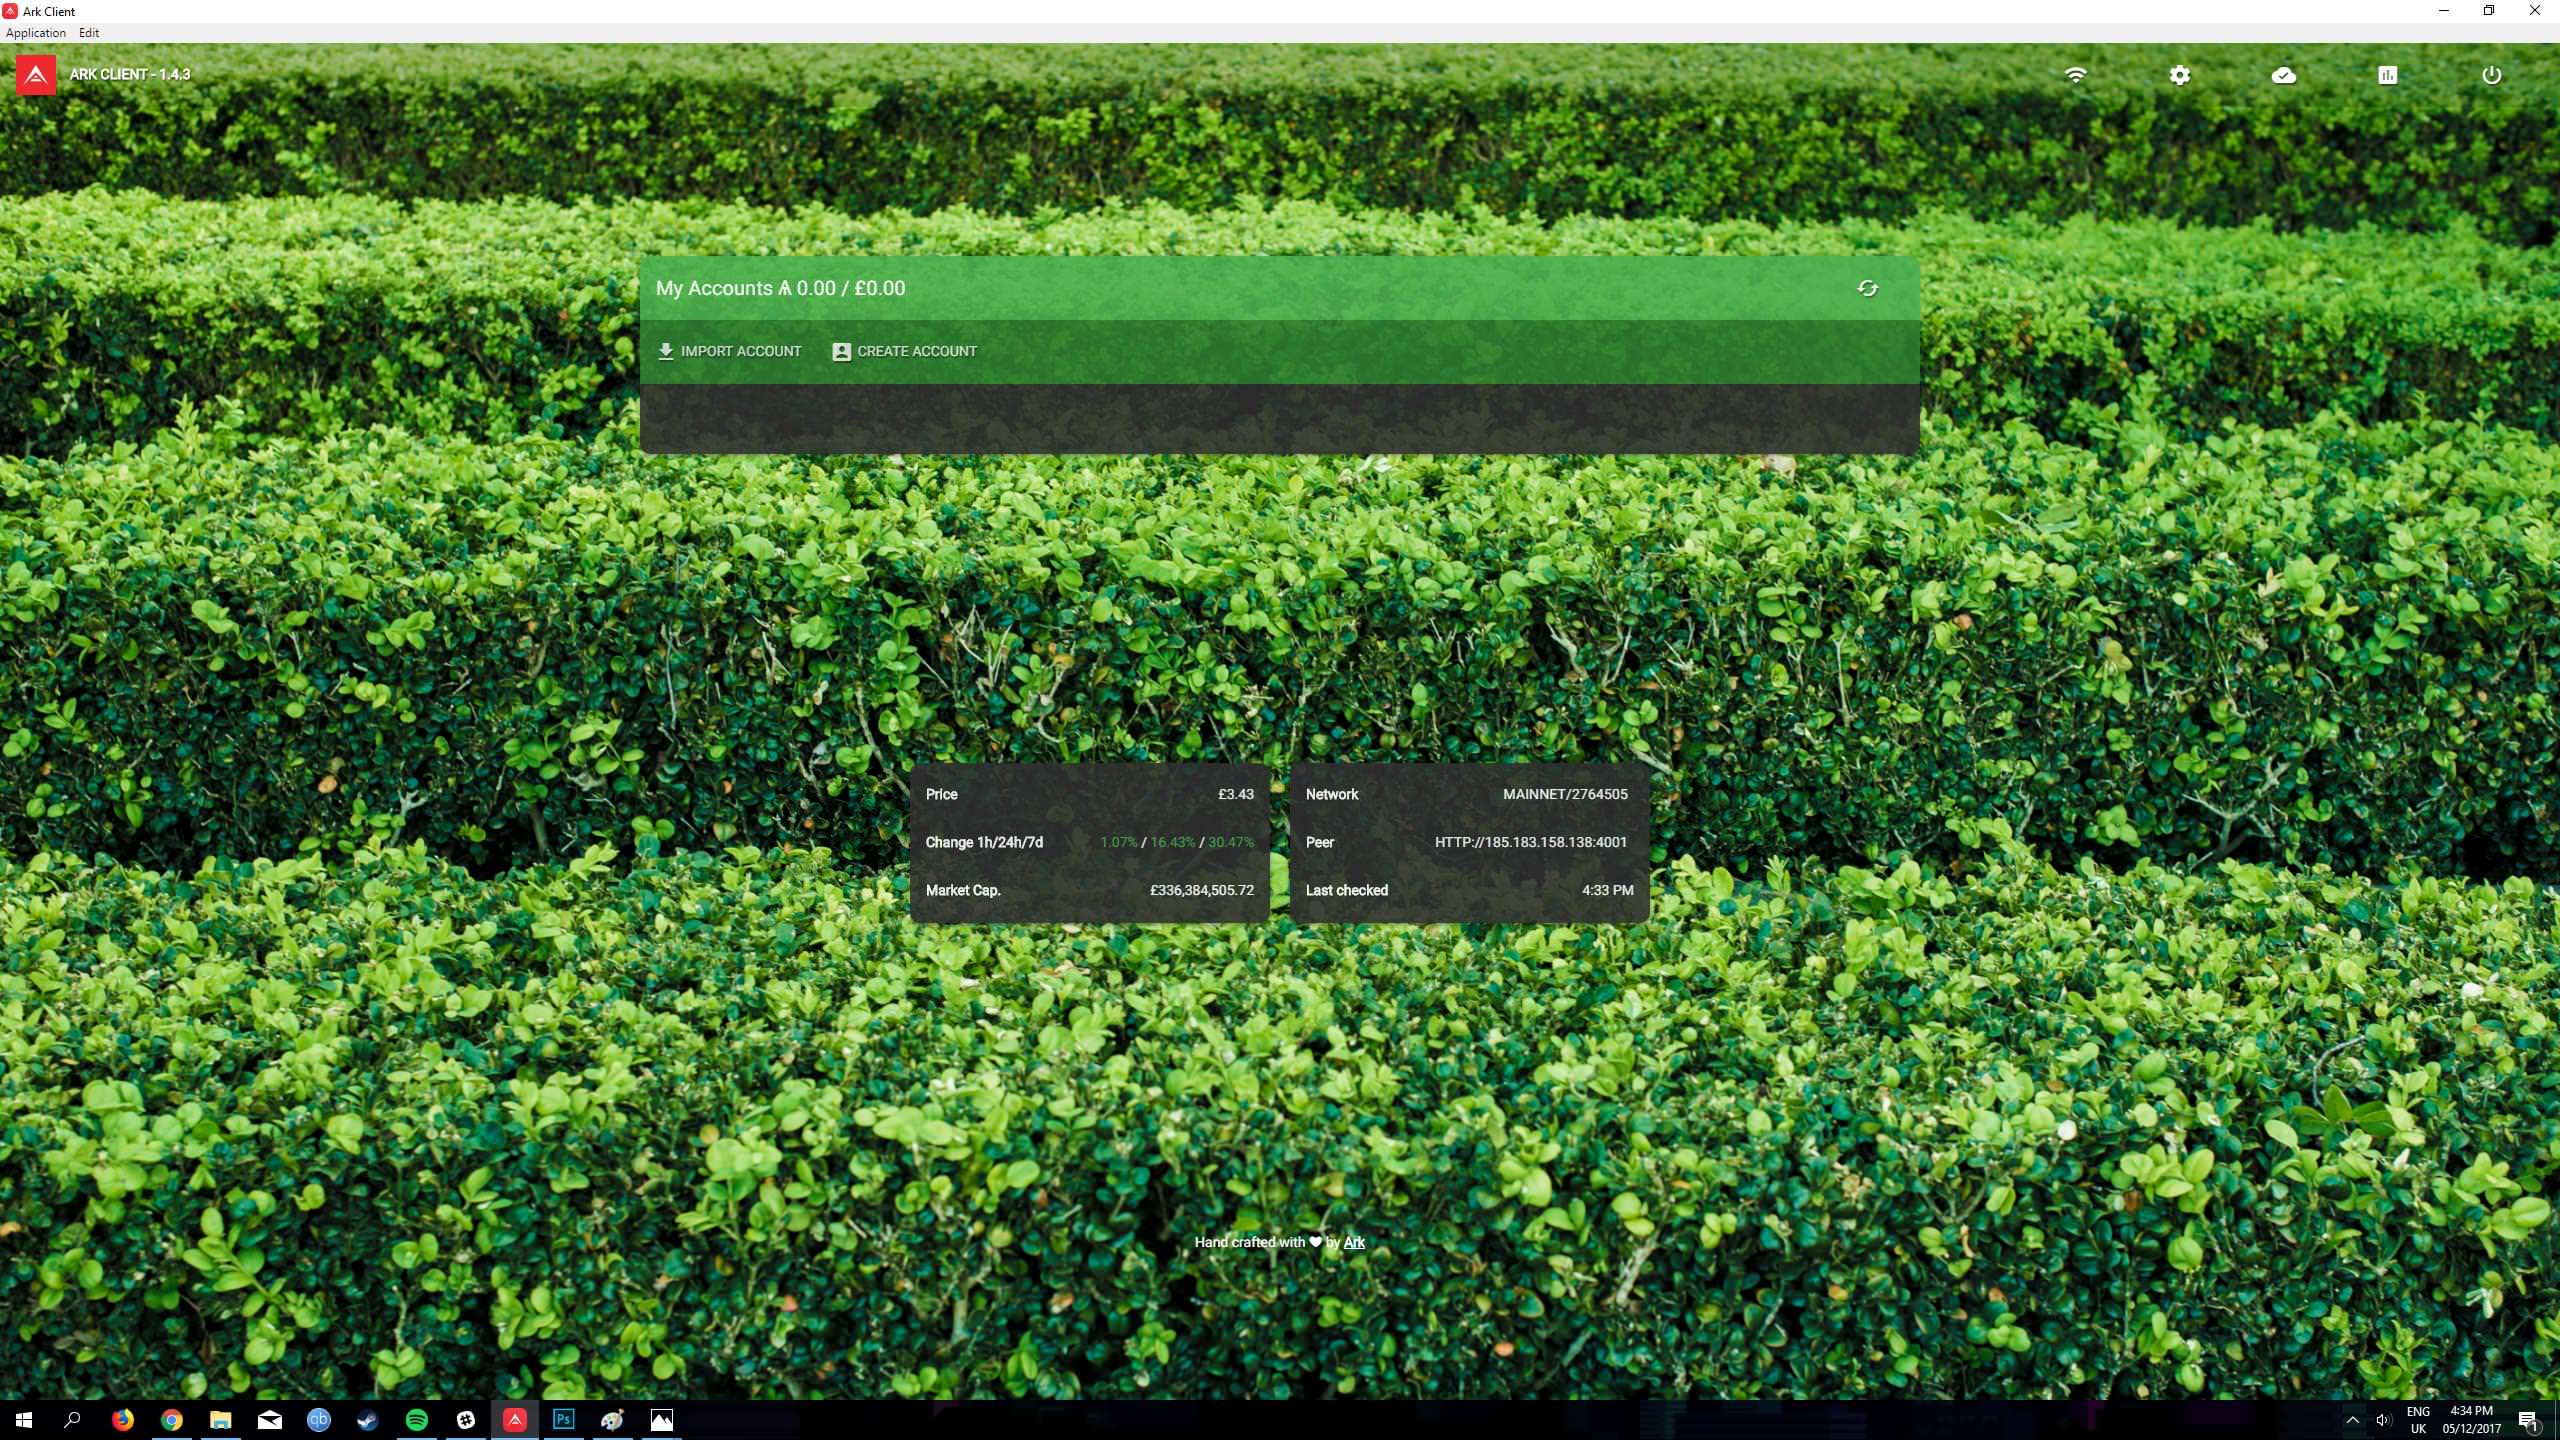 Ark Client
Application Edit
ARK CLIENT - 1.4.3
My Accounts Ѧ 0.00 / £0.00
IMPORT ACCOUNT CREATE ACCOUNT
Price £3.43
Change 1h/24h/7d 1.07% / 16.43% / 30.47%
Market Cap. £336,384,505.72
Network MAINNET/2764505
Peer HTTP://185.183.158.138:4001
Last checked 4:33 PM
Hand crafted with ♥ by Ark
qb
Ps
ENG
UK
4:34 PM
05/12/2017
1